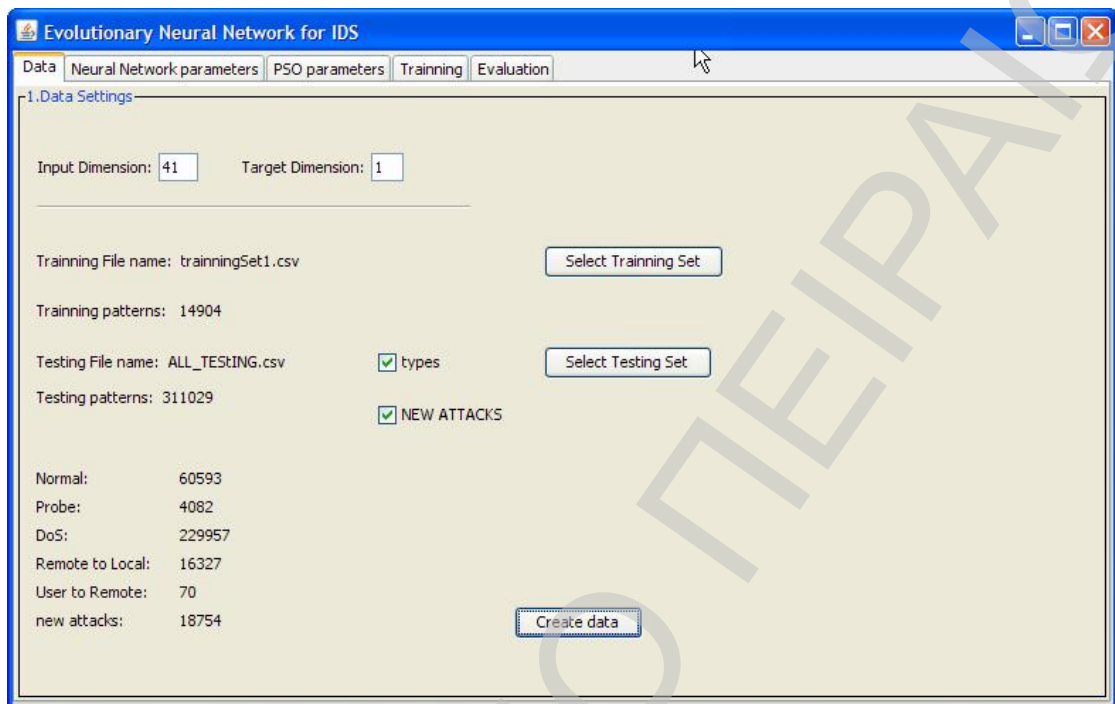 Evolutionary Neural Network for IDS
Data Neural Network parameters PSO parameters Trainning Evaluation
1.Data Settings
Input Dimension: 41 Target Dimension: 1
Trainning File name: trainningSet1.csv Select Trainning Set
Trainning patterns: 14904
Testing File name: ALL_TEStING.csv types Select Testing Set
Testing patterns: 311029
NEW ATTACKS
Normal: 60593
Probe: 4082
DoS: 229957
Remote to Local: 16327
User to Remote: 70
new attacks: 18754 Create data
Ο ΠΕΙΡΑΙ